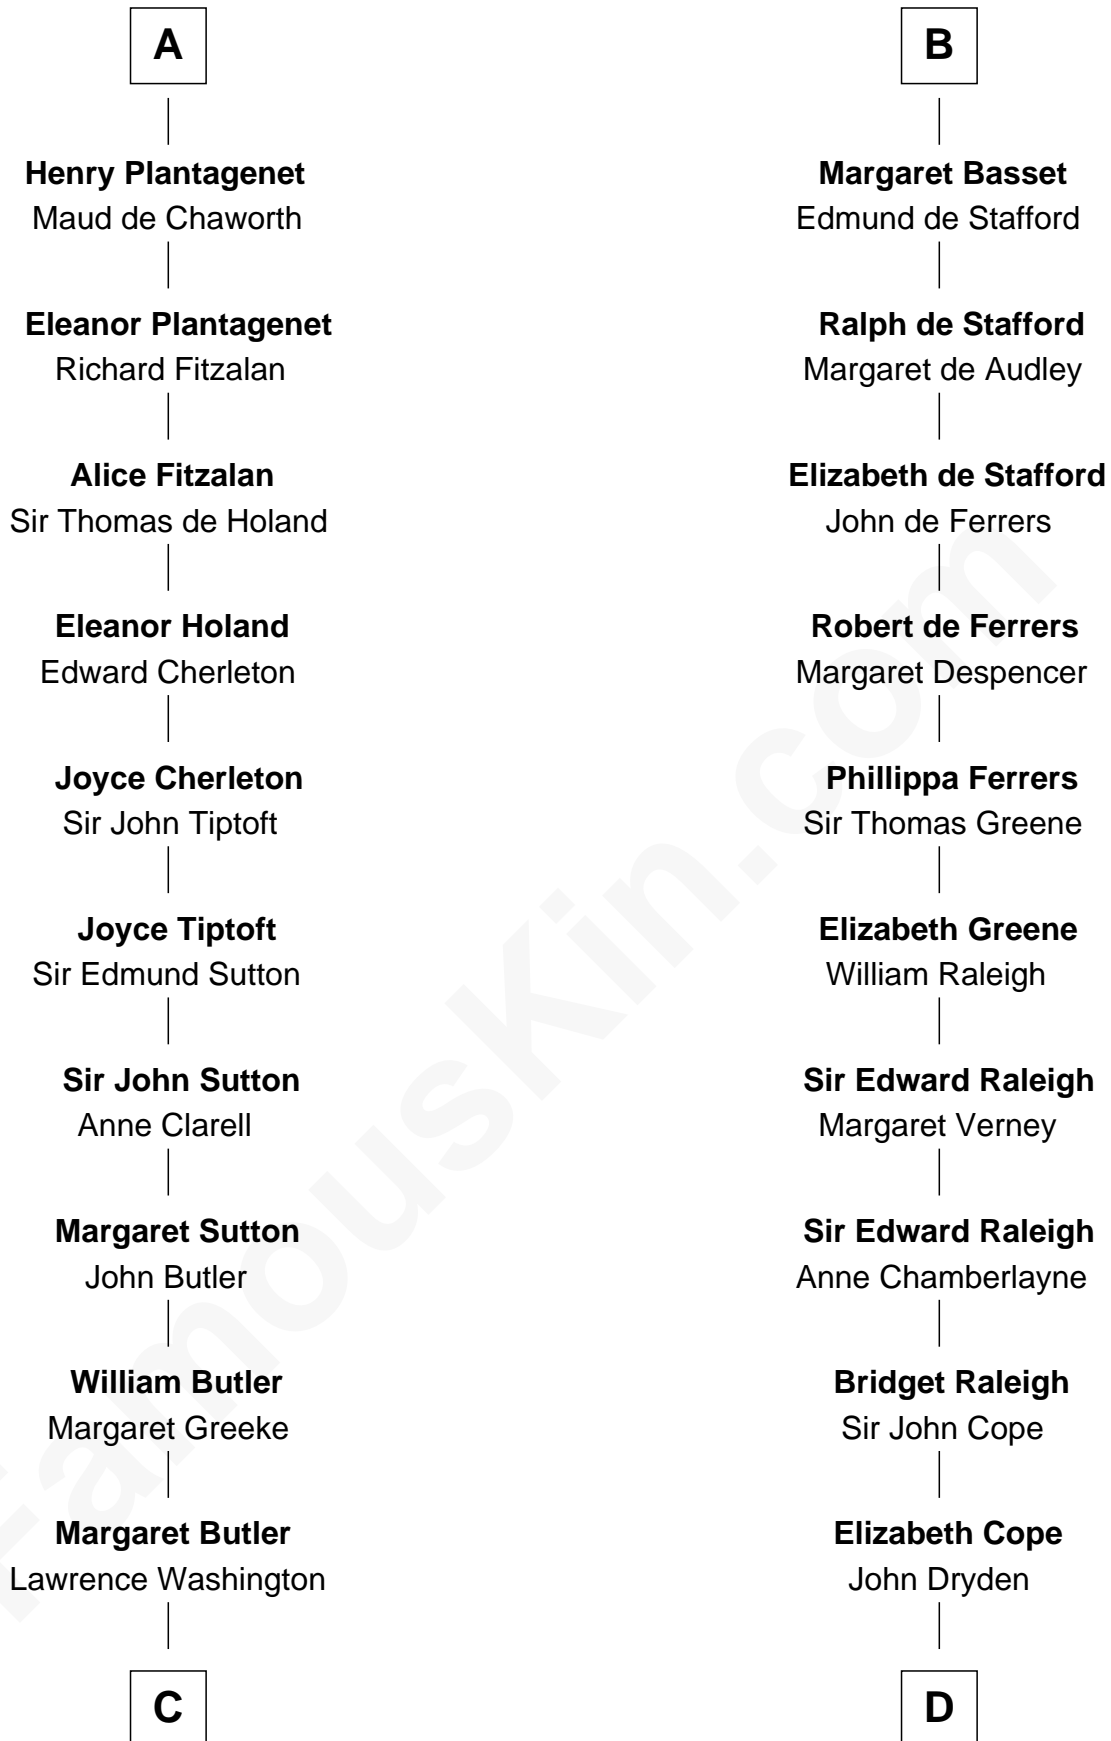 A
Henry Plantagenet
Maud de Chaworth
Eleanor Plantagenet
Richard Fitzalan
Alice Fitzalan
Sir Thomas de Holand
Eleanor Holand
Edward Cherleton
Joyce Cherleton
Sir John Tiptoft
Joyce Tiptoft
Sir Edmund Sutton
Sir John Sutton
Anne Clarell
Margaret Sutton
John Butler
William Butler
Margaret Greeke
Margaret Butler
Lawrence Washington
C
B
Margaret Basset
Edmund de Stafford
Ralph de Stafford
Margaret de Audley
Elizabeth de Stafford
John de Ferrers
Robert de Ferrers
Margaret Despencer
Phillippa Ferrers
Sir Thomas Greene
Elizabeth Greene
William Raleigh
Sir Edward Raleigh
Margaret Verney
Sir Edward Raleigh
Anne Chamberlayne
Bridget Raleigh
Sir John Cope
Elizabeth Cope
John Dryden
D
FamousKin.com